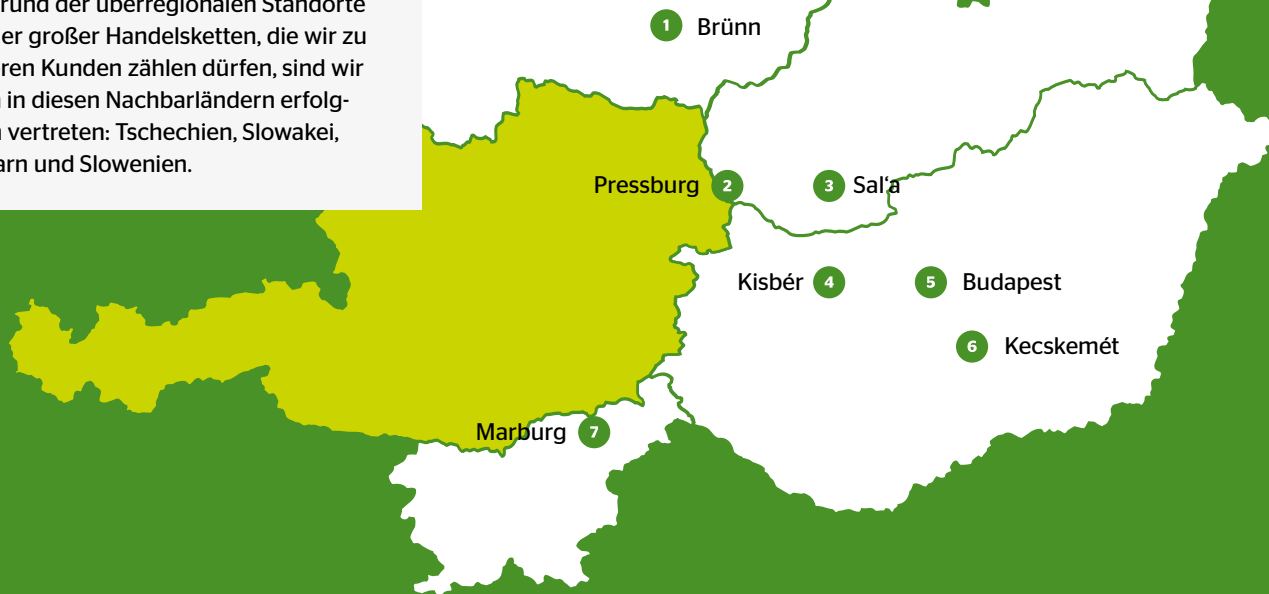 rund der überregionalen Standorte
er großer Handelsketten, die wir zu
ren Kunden zählen dürfen, sind wir
in diesen Nachbarländern erfolg-
vertreten: Tschechien, Slowakei,
arn und Slowenien.
1 Brünn
Pressburg 2
3 Sal‘a
Kisbér 4
5 Budapest
6 Kecskemét
Marburg 7